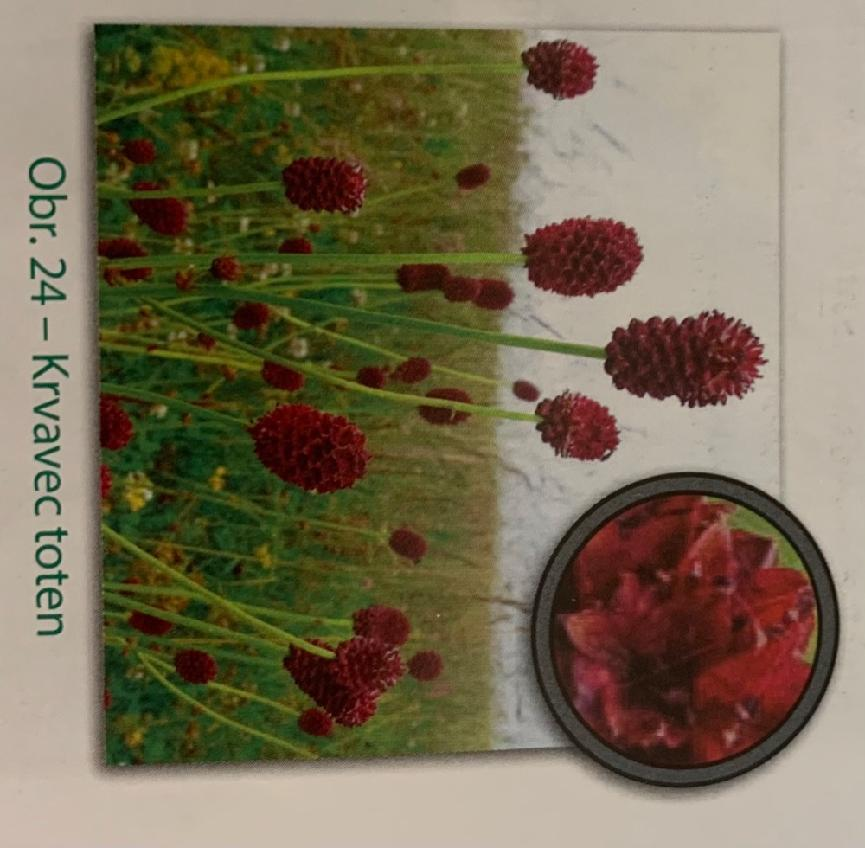 Obr. 24 – Krvavec toten